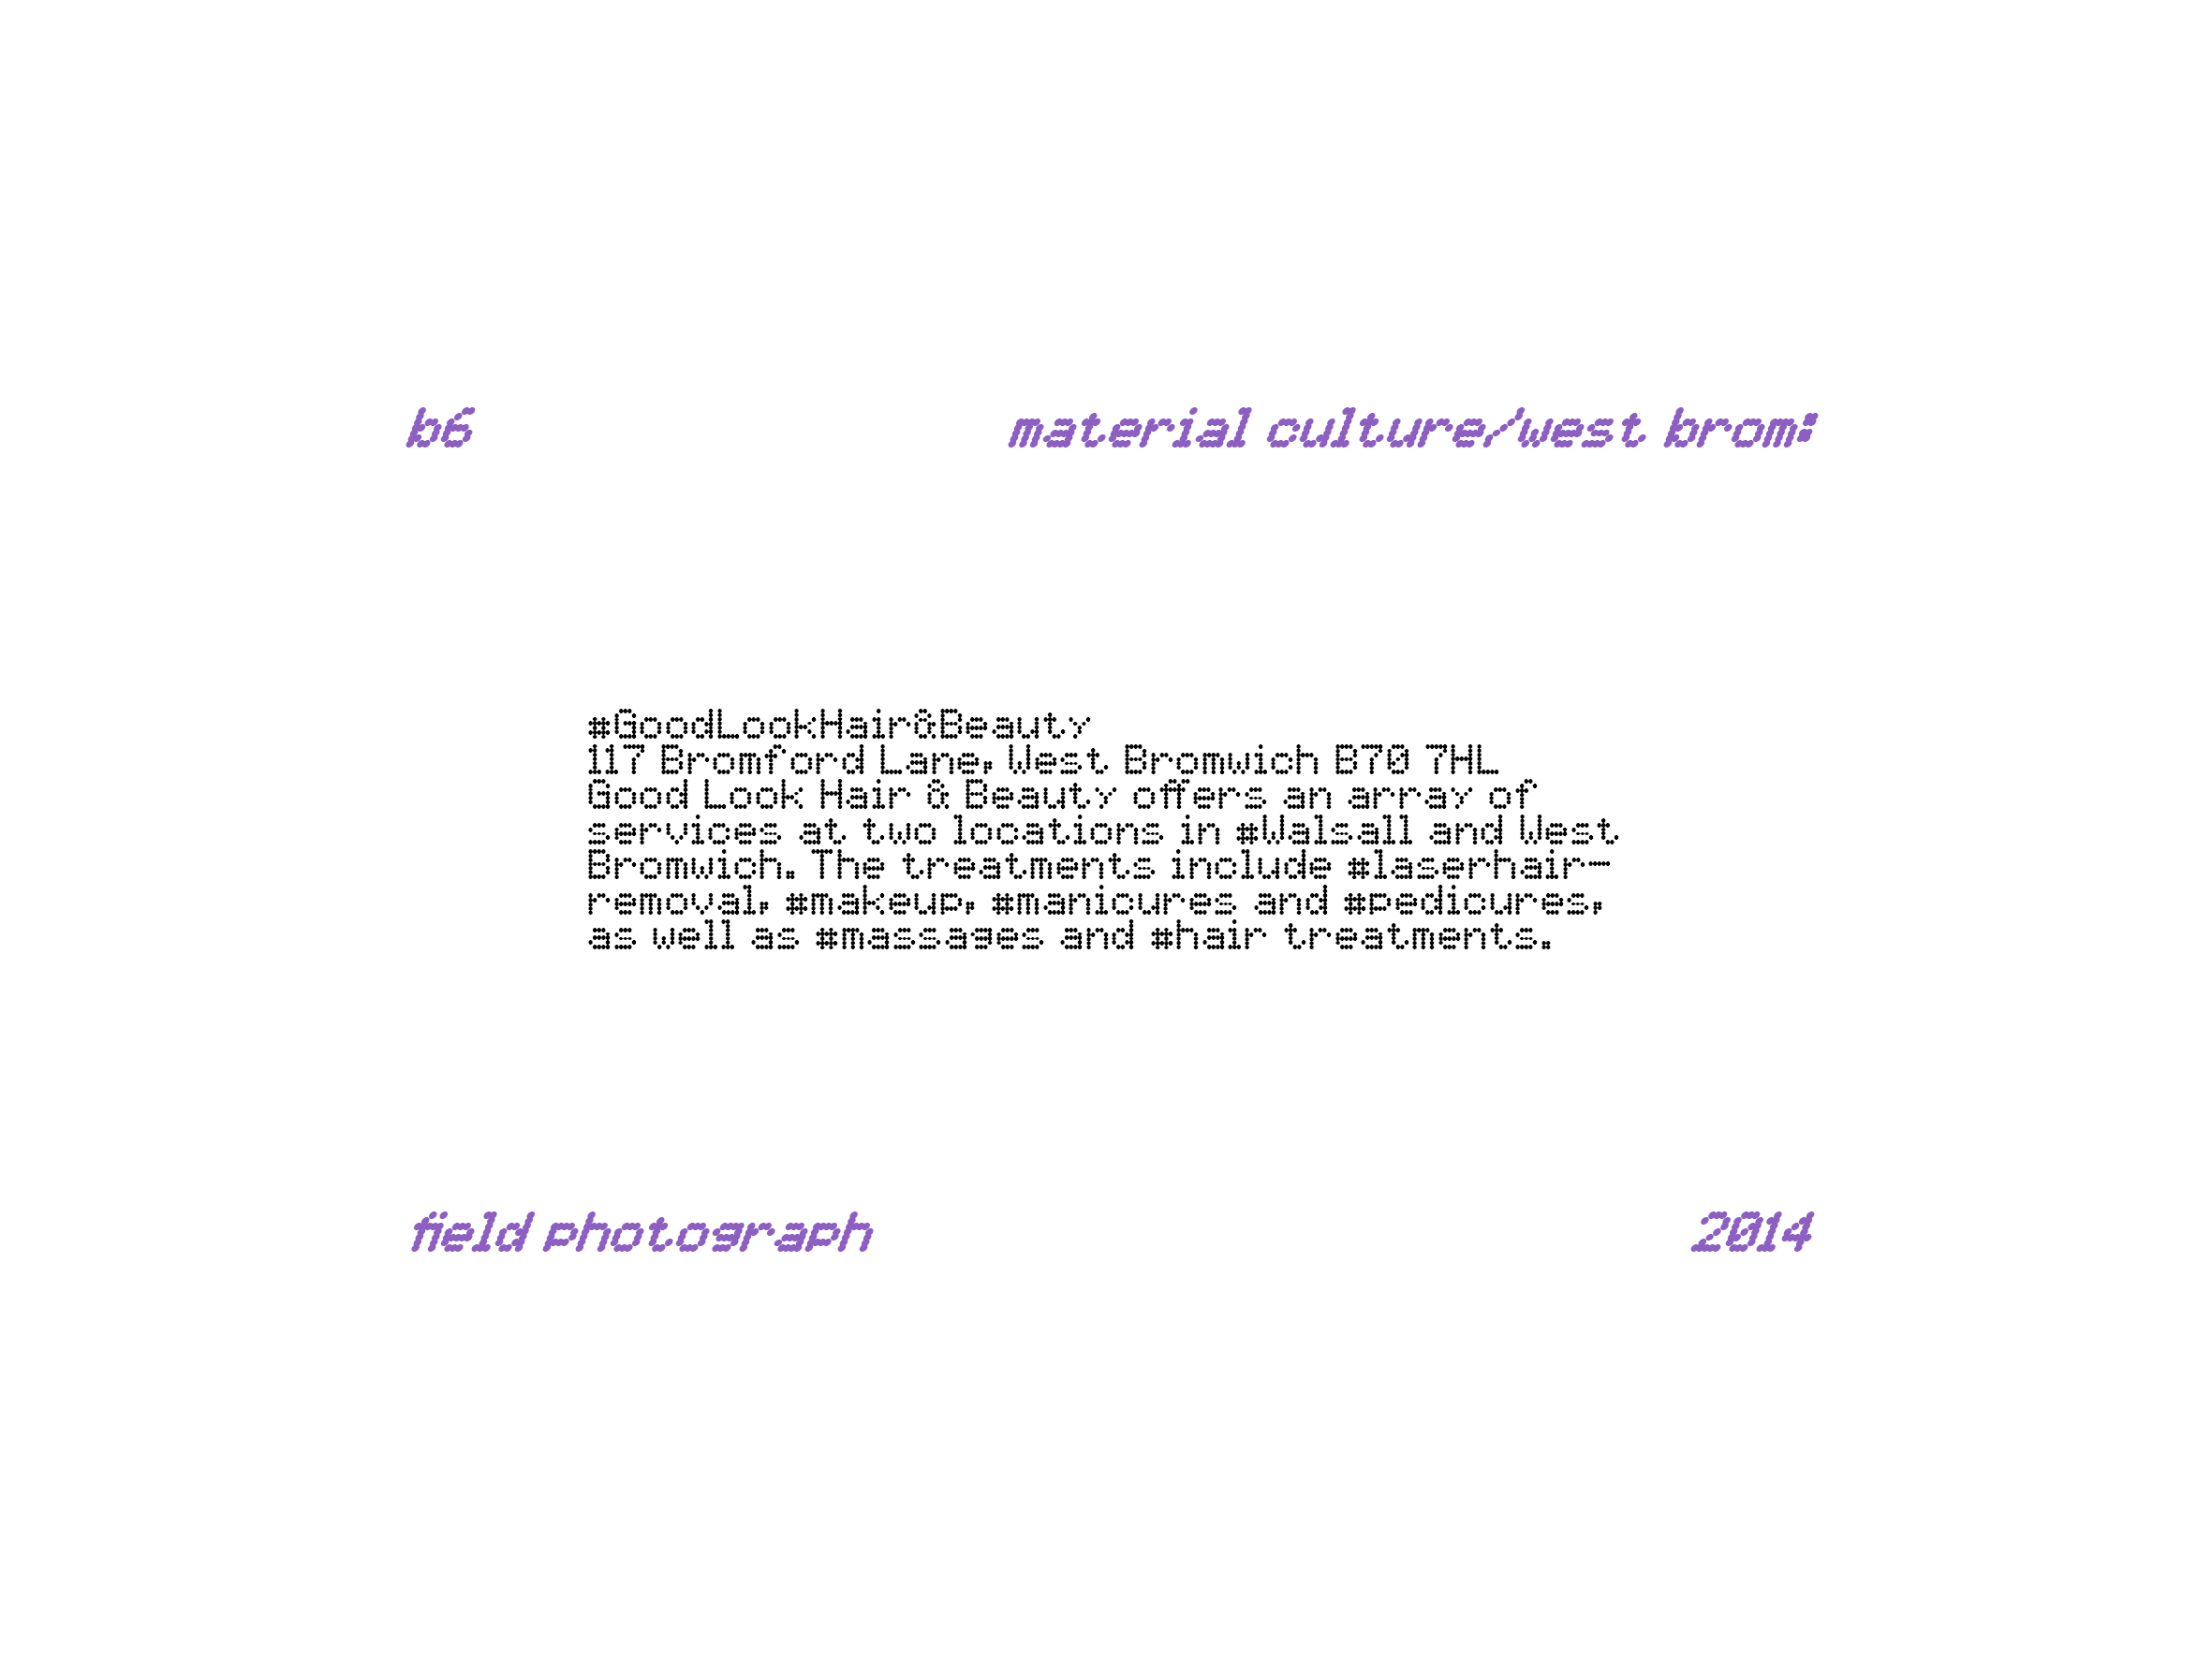 b6
material culture/west brom:
#GoodLookHair&Beauty
117 Bromford Lane, West Bromwich B70 7HL
Good Look Hair & Beauty offers an array of
services at two locations in #Walsall and West
Bromwich. The treatments include #laserhair-
removal, #makeup, #manicures and #pedicures,
as well as #massages and #hair treatments.
field photograph
2014